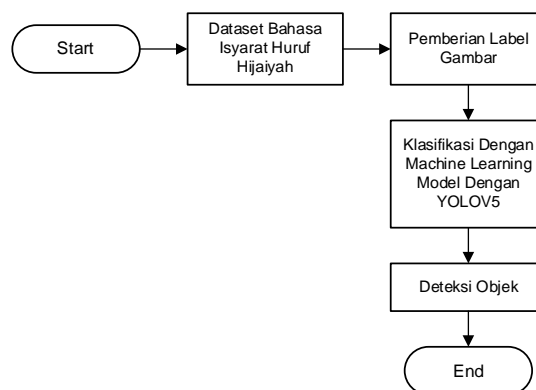 Start
Dataset Bahasa
Isyarat Huruf
Hijaiyah
Pemberian Label
Gambar
Klasifikasi Dengan
Machine Learning
Model Dengan
YOLOV5
Deteksi Objek
End